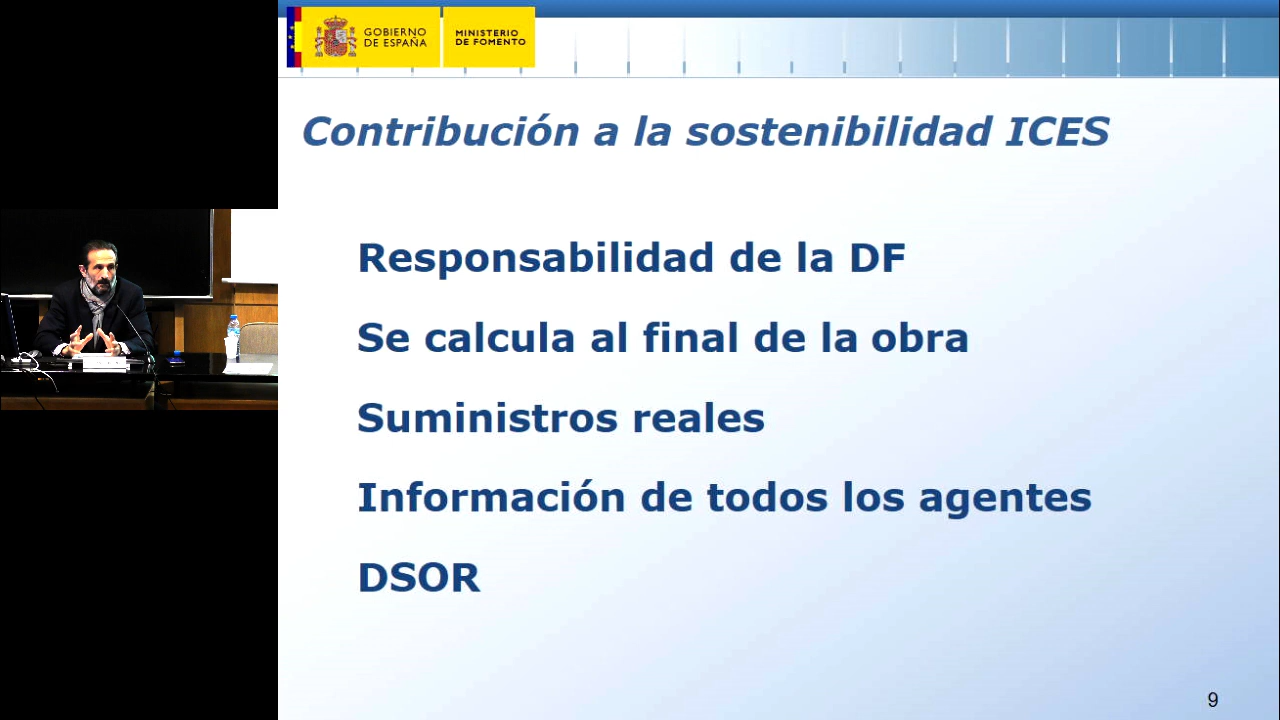 GOBIERNO
DE ESPAÑA
MINISTERIO
DE FOMENTO
Contribución a la sostenibilidad ICES
Responsabilidad de la DF
Se calcula al final de la obra
Suministros reales
Información de todos los agentes
DSOR
9